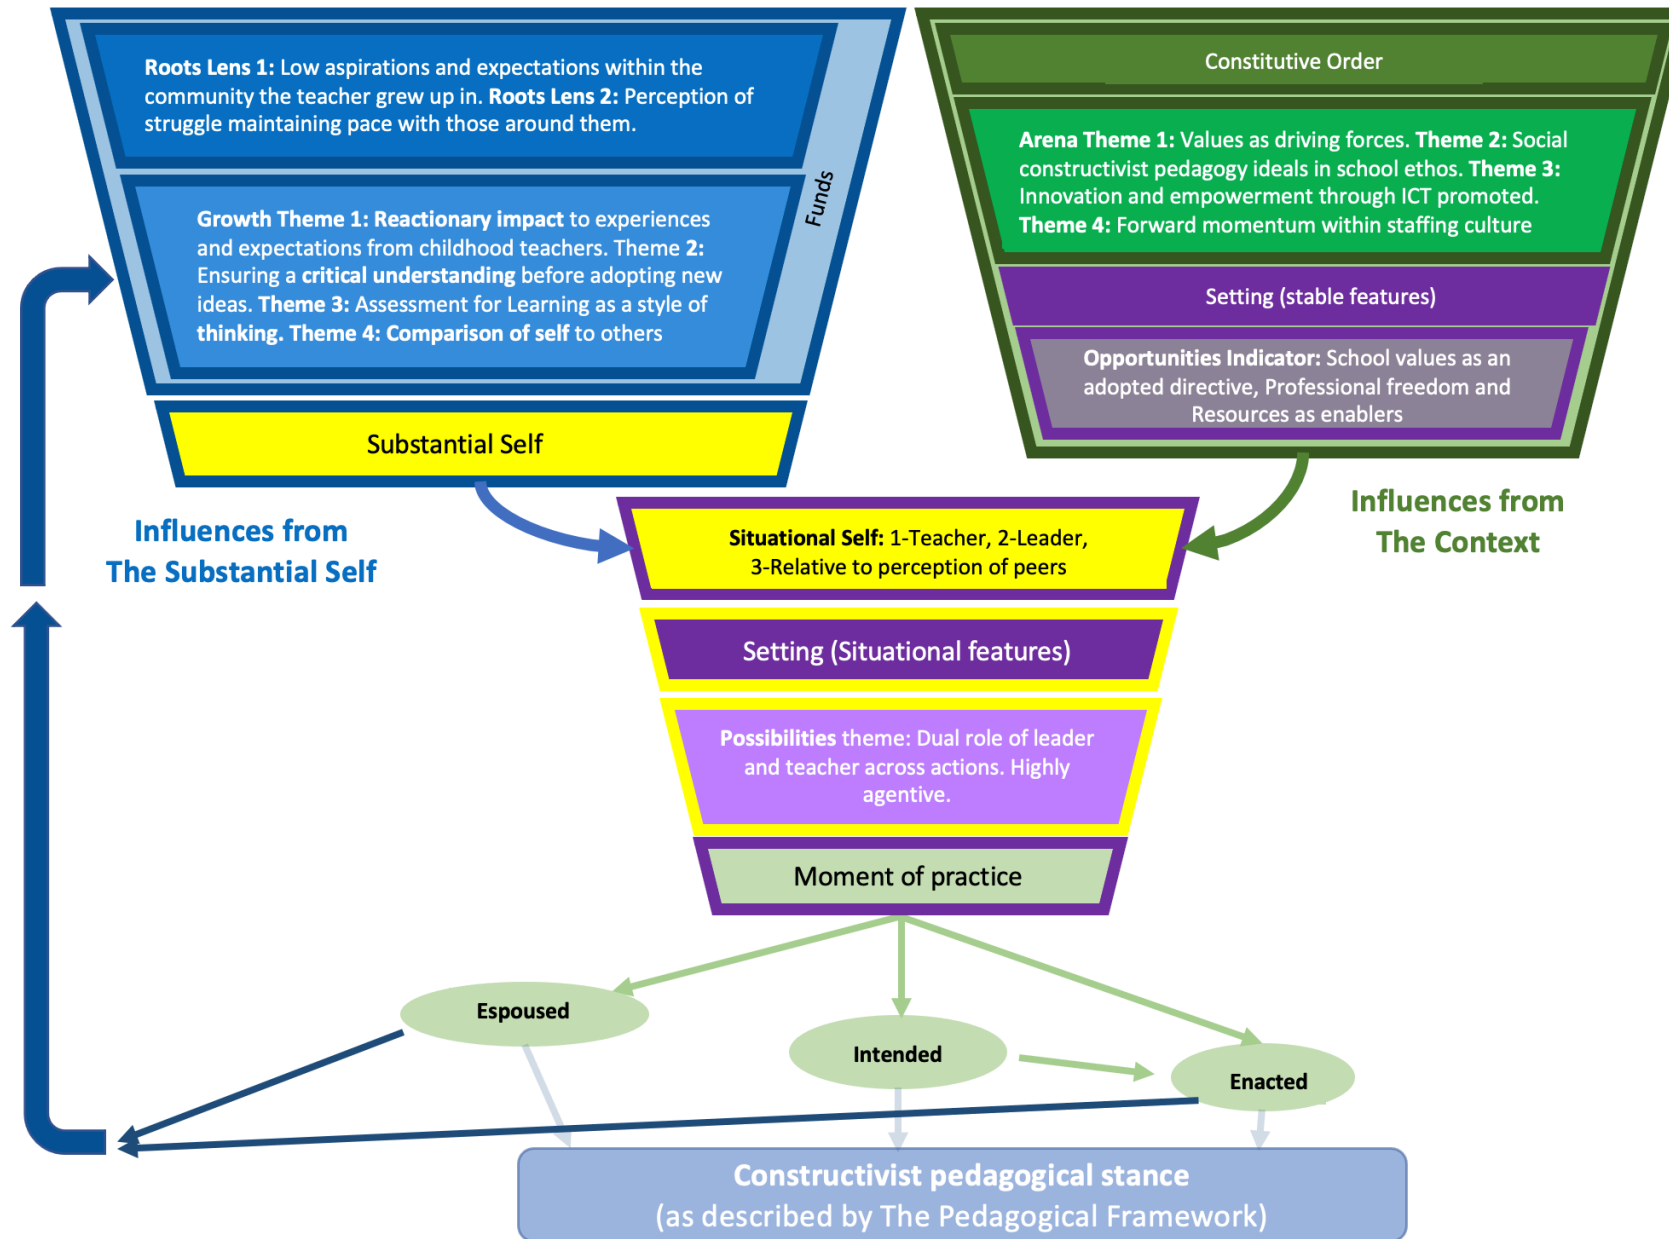 Roots Lens 1: Low aspirations and expectations within the
community the teacher grew up in. Roots Lens 2: Perception of
struggle maintaining pace with those around them.
Funds
Growth Theme 1: Reactionary impact to experiences
and expectations from childhood teachers. Theme 2:
Ensuring a critical understanding before adopting new
ideas. Theme 3: Assessment for Learning as a style of
thinking. Theme 4: Comparison of self to others
Substantial Self
Influences from
The Substantial Self
Constitutive Order
Arena Theme 1: Values as driving forces. Theme 2: Social
constructivist pedagogy ideals in school ethos. Theme 3:
Innovation and empowerment through ICT promoted.
Theme 4: Forward momentum within staffing culture
Setting (stable features)
Opportunities Indicator: School values as an
adopted directive, Professional freedom and
Resources as enablers
Influences from
The Context
Situational Self: 1-Teacher, 2-Leader,
3-Relative to perception of peers
Setting (Situational features)
Possibilities theme: Dual role of leader
and teacher across actions. Highly
agentive.
Moment of practice
Espoused
Intended
Enacted
Constructivist pedagogical stance
(as described by The Pedagogical Framework)